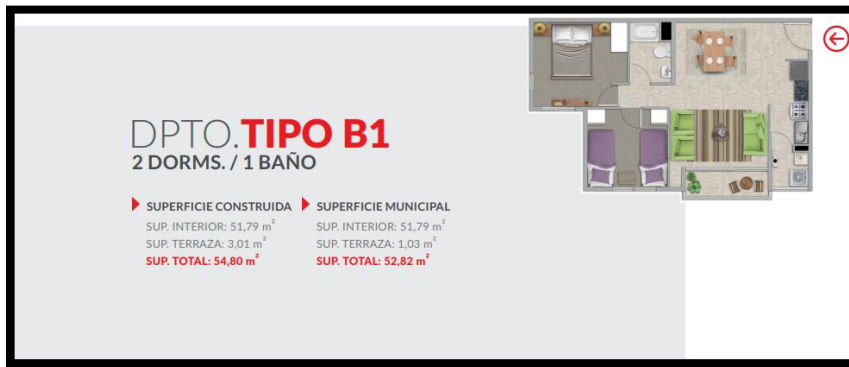 DPTO.TIPO B1
2 DORMS. / 1 BAÑO
SUPERFICIE CONSTRUIDA
SUP. INTERIOR: 51,79 m²
SUP. TERRAZA: 3,01 m²
SUP. TOTAL: 54,80 m²
SUPERFICIE MUNICIPAL
SUP. INTERIOR: 51,79 m²
SUP. TERRAZA: 1,03 m²
SUP. TOTAL: 52,82 m²